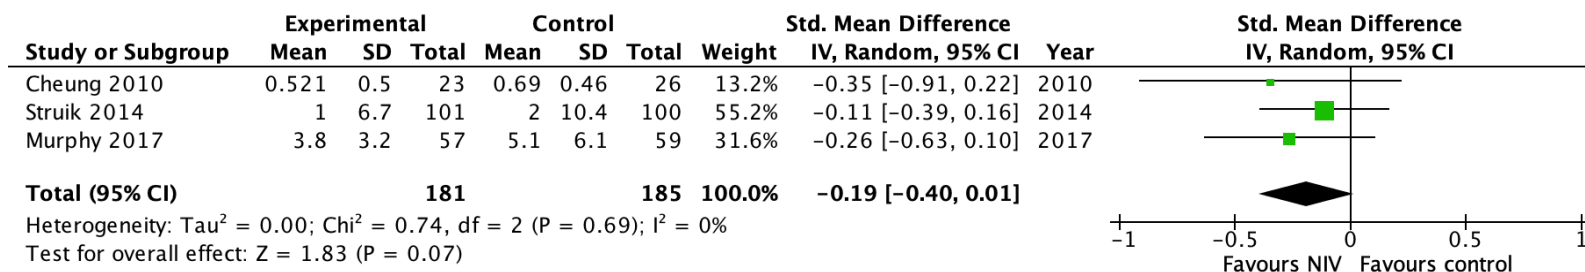 Experimental Control Std. Mean Difference Std. Mean Difference
Study or Subgroup Mean SD Total Mean SD Total Weight IV, Random, 95% CI Year IV, Random, 95% CI
Cheung 2010 0.521 0.5 23 0.69 0.46 26 13.2% −0.35 [−0.91, 0.22] 2010
Struik 2014 1 6.7 101 2 10.4 100 55.2% −0.11 [−0.39, 0.16] 2014
Murphy 2017 3.8 3.2 57 5.1 6.1 59 31.6% −0.26 [−0.63, 0.10] 2017
Total (95% CI) 181 185 100.0% −0.19 [−0.40, 0.01]
Heterogeneity: Tau² = 0.00; Chi² = 0.74, df = 2 (P = 0.69); I² = 0%
Test for overall effect: Z = 1.83 (P = 0.07)
−1 −0.5 0 0.5 1
Favours NIV Favours control